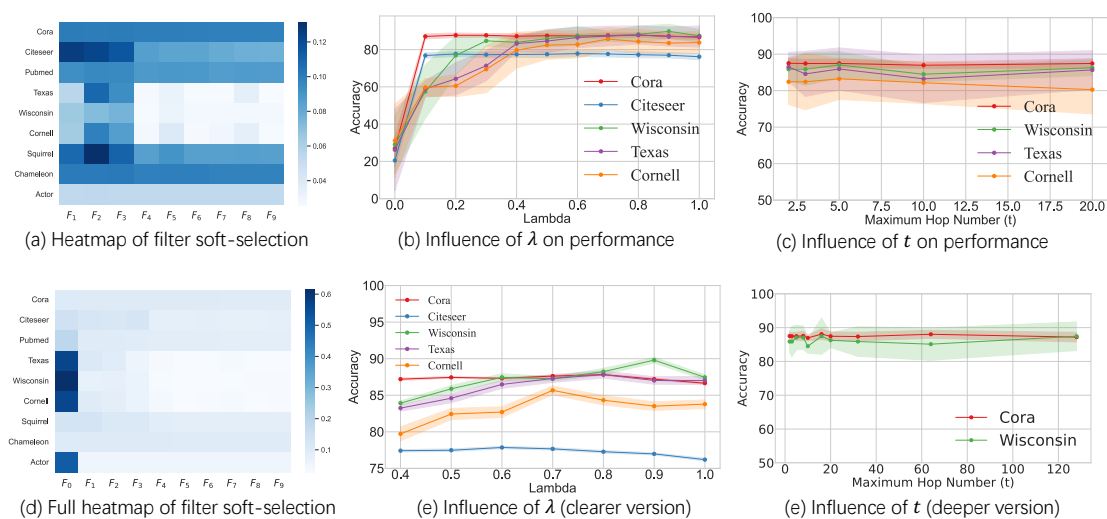 Cora
Citeseer
Pubmed
Texas
Wisconsin
Cornell
Squirrel
Chameleon
Actor
F1 F2 F3 F4 F5 F6 F7 F8 F9
0.12
0.10
0.08
0.06
0.04
(a) Heatmap of filter soft-selection
Accuracy
80
60
40
20
0
0.0 0.2 0.4 0.6 0.8 1.0
Lambda
Cora
Citeseer
Wisconsin
Texas
Cornell
(b) Influence of λ on performance
Accuracy
100
90
80
70
60
50
2.5 5.0 7.5 10.0 12.5 15.0 17.5 20.0
Maximum Hop Number (t)
Cora
Wisconsin
Texas
Cornell
(c) Influence of t on performance
Cora
Citeseer
Pubmed
Texas
Wisconsin
Cornell
Squirrel
Chameleon
Actor
F0 F1 F2 F3 F4 F5 F6 F7 F8 F9
0.6
0.5
0.4
0.3
0.2
0.1
(d) Full heatmap of filter soft-selection
Accuracy
100
95
90
85
80
75
0.4 0.5 0.6 0.7 0.8 0.9 1.0
Lambda
Cora
Citeseer
Wisconsin
Texas
Cornell
(e) Influence of λ (clearer version)
Accuracy
100
90
80
70
60
50
0 20 40 60 80 100 120
Maximum Hop Number (t)
Cora
Wisconsin
(e) Influence of t (deeper version)